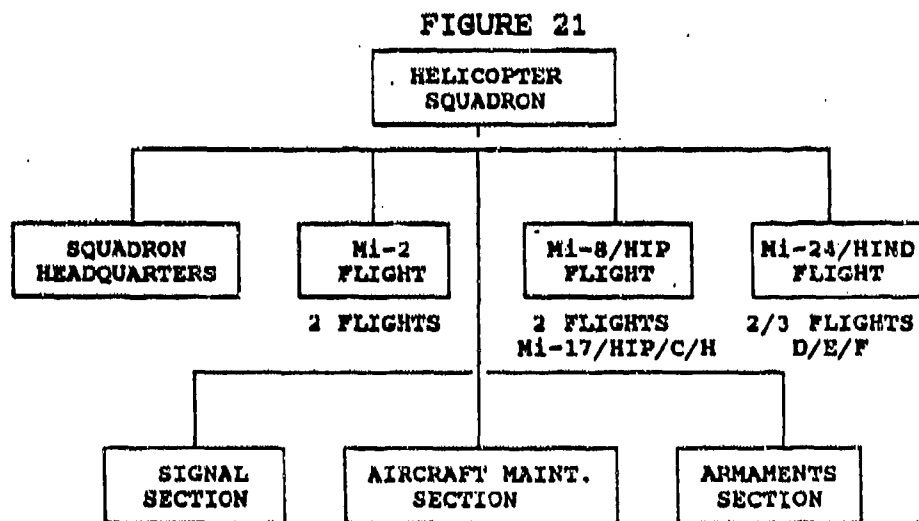 FIGURE 21
HELICOPTER
SQUADRON
SQUADRON
HEADQUARTERS
Mi-2
FLIGHT
2 FLIGHTS
Mi-8/HIP
FLIGHT
2 FLIGHTS
Mi-17/HIP/C/H
Mi-24/HIND
FLIGHT
2/3 FLIGHTS
D/E/F
SIGNAL
SECTION
AIRCRAFT MAINT.
SECTION
ARMAMENTS
SECTION